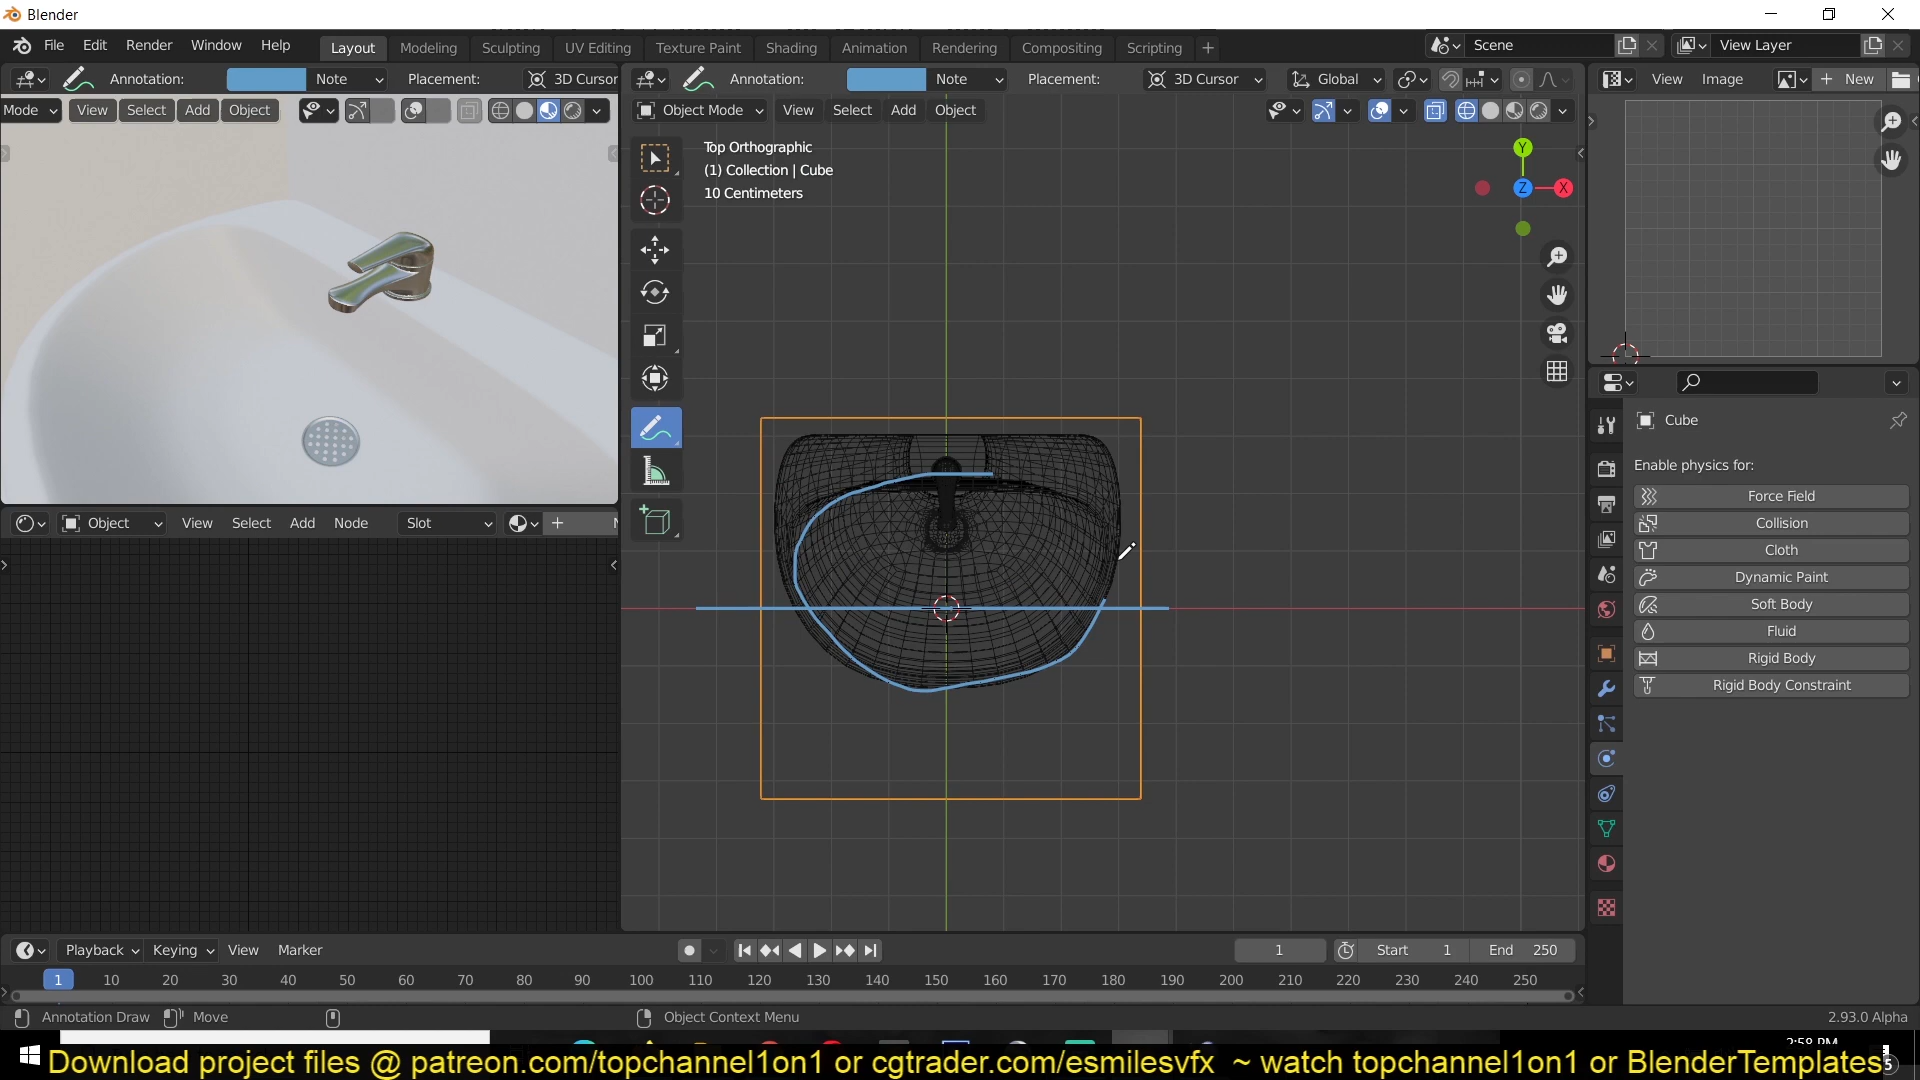 Blender
File Edit Render Window Help Layout Modeling Sculpting UV Editing Texture Paint Shading Animation Rendering Compositing Scripting + Scene View Layer
Annotation: Note Placement: 3D Cursor
Annotation: Note Placement: 3D Cursor Global
View Image + New
Mode View Select Add Object
Object Mode View Select Add Object
Top Orthographic
(1) Collection | Cube
10 Centimeters
Y
Z X
Cube
Enable physics for:
Force Field
Collision
Cloth
Dynamic Paint
Soft Body
Fluid
Rigid Body
Rigid Body Constraint
Object View Select Add Node Slot +
Playback Keying View Marker 1 Start 1 End 250
1 10 20 30 40 50 60 70 80 90 100 110 120 130 140 150 160 170 180 190 200 210 220 230 240 250
Annotation Draw Move Object Context Menu 2.93.0 Alpha
2:58 PM
Download project files @ patreon.com/topchannel1on1 or cgtrader.com/esmilesvfx ~ watch topchannel1on1 or BlenderTemplates
5